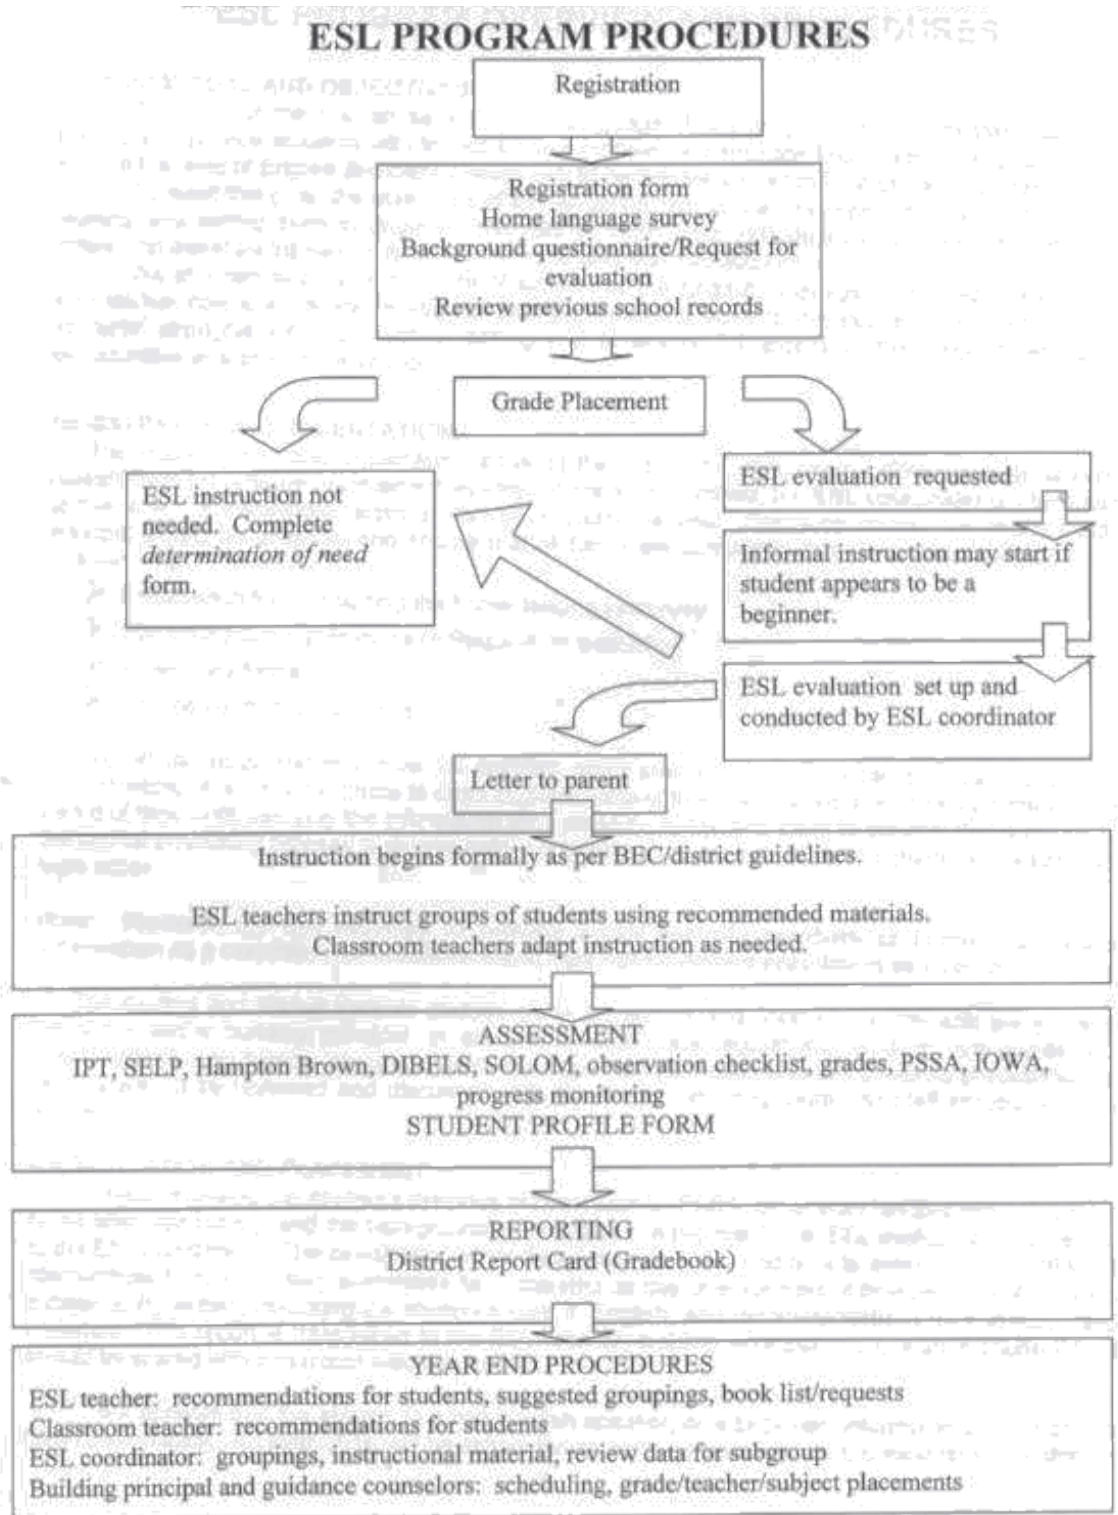 ESL PROGRAM PROCEDURES
Registration
Registration form
Home language survey
Background questionnaire/Request for
evaluation
Review previous school records
Grade Placement
ESL instruction not
needed. Complete
determination of need
form.
ESL evaluation requested
Informal instruction may start if
student appears to be a
beginner.
ESL evaluation set up and
conducted by ESL coordinator
Letter to parent
Instruction begins formally as per BEC/district guidelines.
ESL teachers instruct groups of students using recommended materials.
Classroom teachers adapt instruction as needed.
ASSESSMENT
IPT, SELP, Hampton Brown, DIBELS, SOLOM, observation checklist, grades, PSSA, IOWA,
progress monitoring
STUDENT PROFILE FORM
REPORTING
District Report Card (Gradebook)
YEAR END PROCEDURES
ESL teacher: recommendations for students, suggested groupings, book list/requests
Classroom teacher: recommendations for students
ESL coordinator: groupings, instructional material, review data for subgroup
Building principal and guidance counselors: scheduling, grade/teacher/subject placements